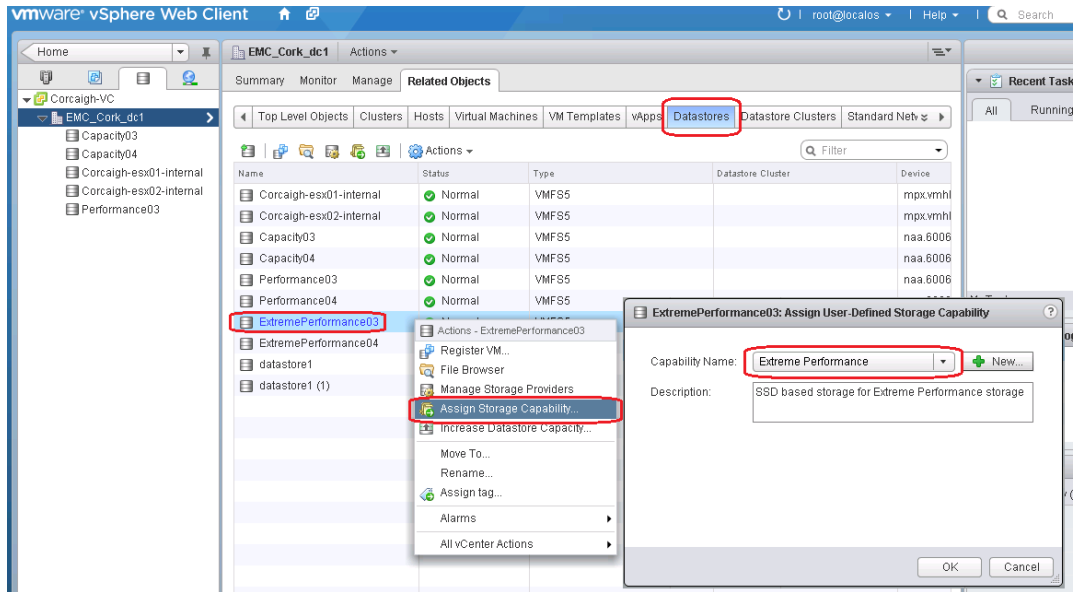 vmware® vSphere Web Client
root@localos
Help
Search
Home
EMC_Cork_dc1
Actions
Summary
Monitor
Manage
Related Objects
Recent Task
All
Running
Corcaigh-VC
EMC_Cork_dc1
Capacity03
Capacity04
Corcaigh-esx01-internal
Corcaigh-esx02-internal
Performance03
Top Level Objects
Clusters
Hosts
Virtual Machines
VM Templates
vApps
Datastores
Datastore Clusters
Standard Netv
Actions
Filter
Name Status Type Datastore Cluster Device
Corcaigh-esx01-internal Normal VMFS5 mpx.vmhl
Corcaigh-esx02-internal Normal VMFS5 mpx.vmhl
Capacity03 Normal VMFS5 naa.6006
Capacity04 Normal VMFS5 naa.6006
Performance03 Normal VMFS5 naa.6006
Performance04 Normal VMFS5
ExtremePerformance03
ExtremePerformance04
datastore1
datastore1 (1)
Actions - ExtremePerformance03
Register VM...
File Browser
Manage Storage Providers
Assign Storage Capability...
Increase Datastore Capacity...
Move To...
Rename...
Assign tag...
Alarms
All vCenter Actions
ExtremePerformance03: Assign User-Defined Storage Capability
?
Capability Name: Extreme Performance New...
Description: SSD based storage for Extreme Performance storage
OK Cancel